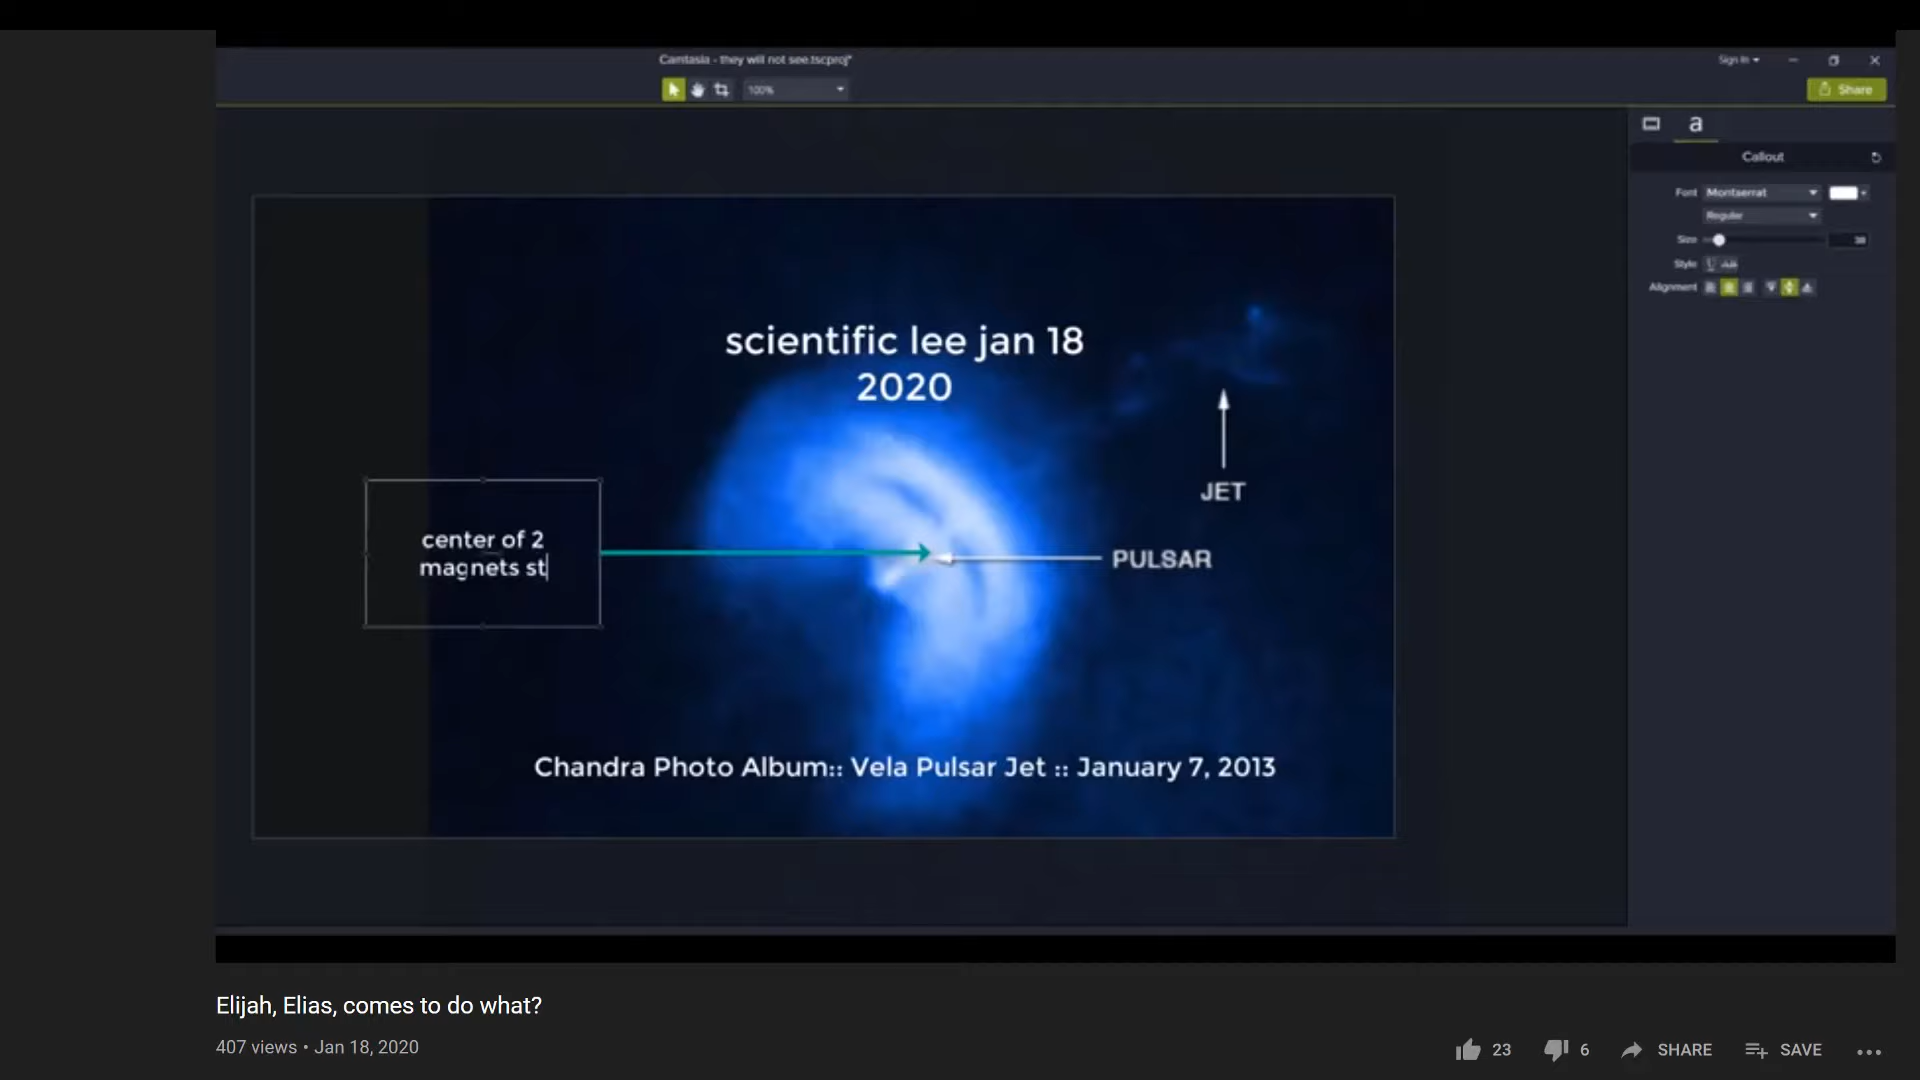 Camtasia - they will not see.tscproj*
Sign In
100%
Share
a
Callout
Font Montserrat
Regular
Size 38
Style
Alignment
scientific lee jan 18
2020
JET
center of 2
magnets st
PULSAR
Chandra Photo Album:: Vela Pulsar Jet :: January 7, 2013
Elijah, Elias, comes to do what?
407 views • Jan 18, 2020
23
6
SHARE
SAVE